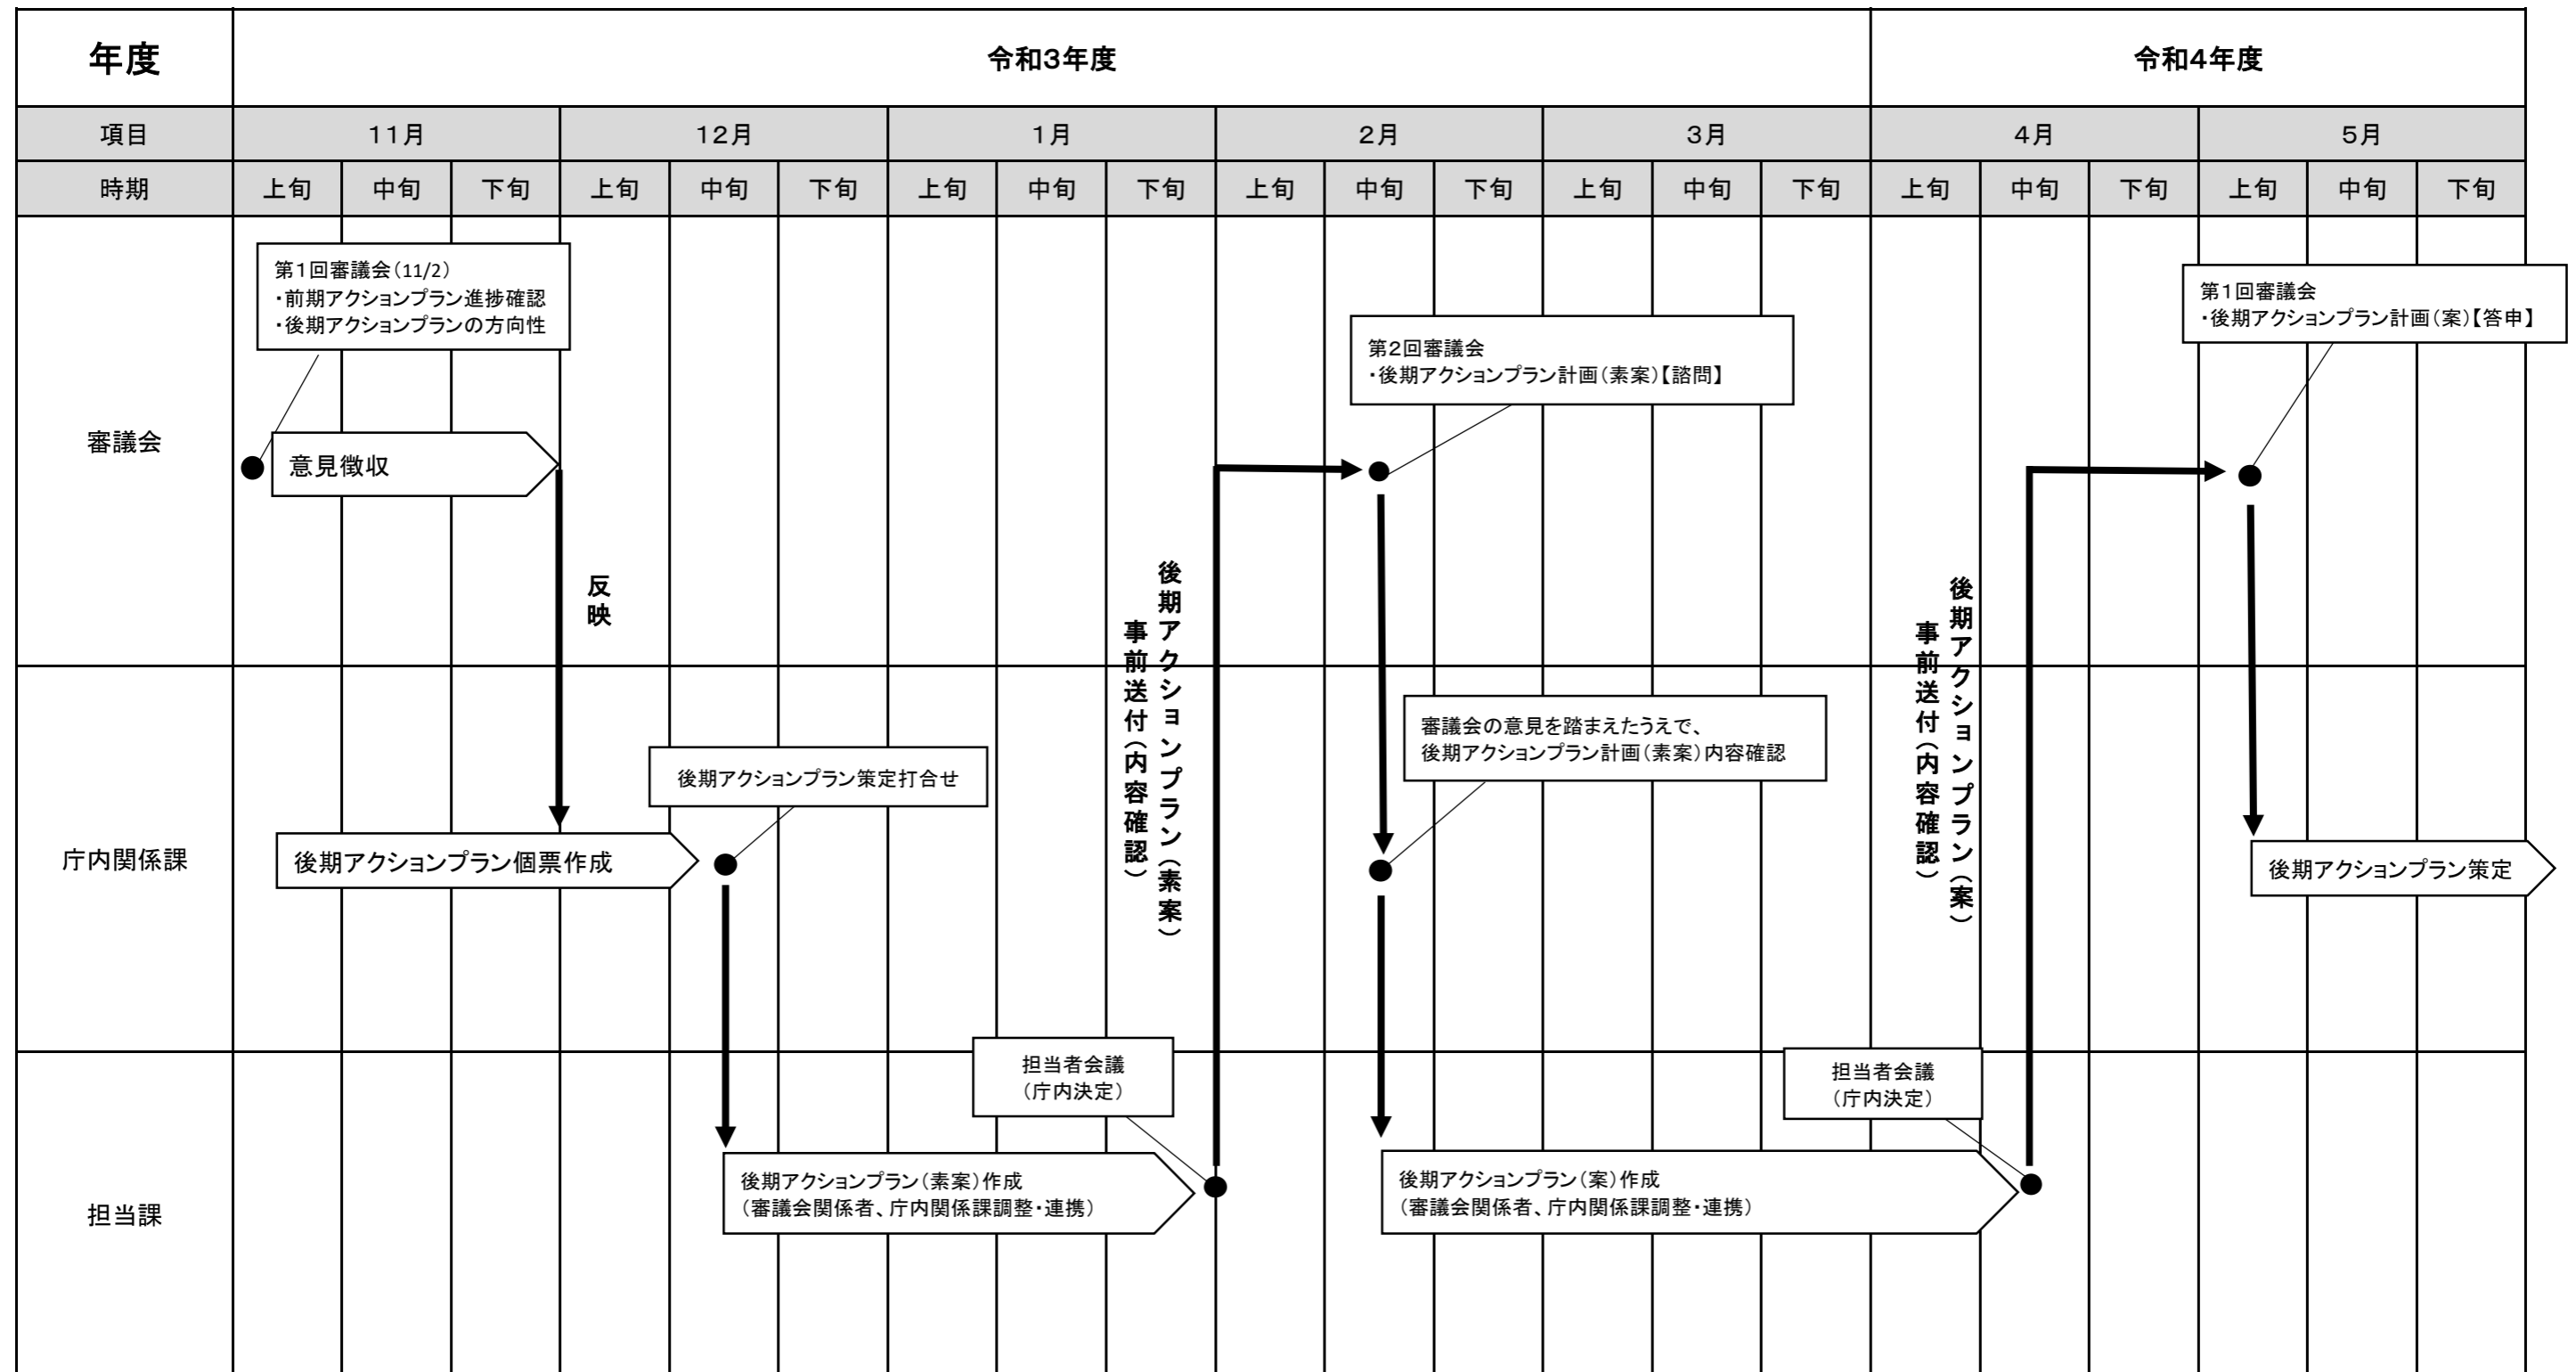 年度
令和3年度
令和4年度
項目
11月
12月
1月
2月
3月
4月
5月
時期
上旬
中旬
下旬
上旬
中旬
下旬
上旬
中旬
下旬
上旬
中旬
下旬
上旬
中旬
下旬
上旬
中旬
下旬
上旬
中旬
下旬
審議会
第1回審議会(11/2)
・前期アクションプラン進捗確認
・後期アクションプランの方向性
意見徴収
反映
後期アクションプラン(素案)
事前送付(内容確認)
第2回審議会
・後期アクションプラン計画(素案)【諮問】
後期アクションプラン(案)
事前送付(内容確認)
第1回審議会
・後期アクションプラン計画(案)【答申】
庁内関係課
後期アクションプラン個票作成
後期アクションプラン策定打合せ
審議会の意見を踏まえたうえで、
後期アクションプラン計画(素案)内容確認
後期アクションプラン策定
担当課
後期アクションプラン(素案)作成
(審議会関係者、庁内関係課調整・連携)
担当者会議
(庁内決定)
後期アクションプラン(案)作成
(審議会関係者、庁内関係課調整・連携)
担当者会議
(庁内決定)